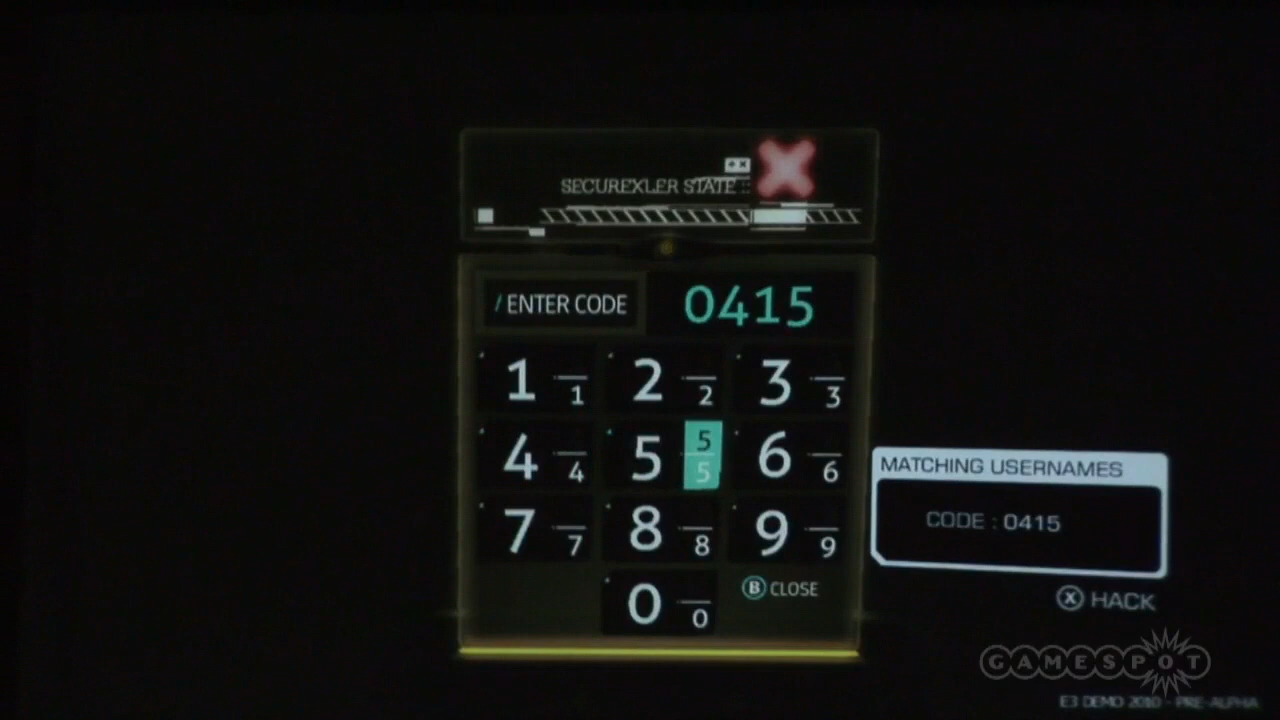 SECUREXLER STATE ::
/ ENTER CODE
0415
1 1 2 2 3 3
4 4 5 5 5 6 6
7 7 8 8 9 9
0 0
B CLOSE
MATCHING USERNAMES
CODE : 0415
X HACK
GAMESPOT
E3 DEMO 2010 - PRE-ALPHA